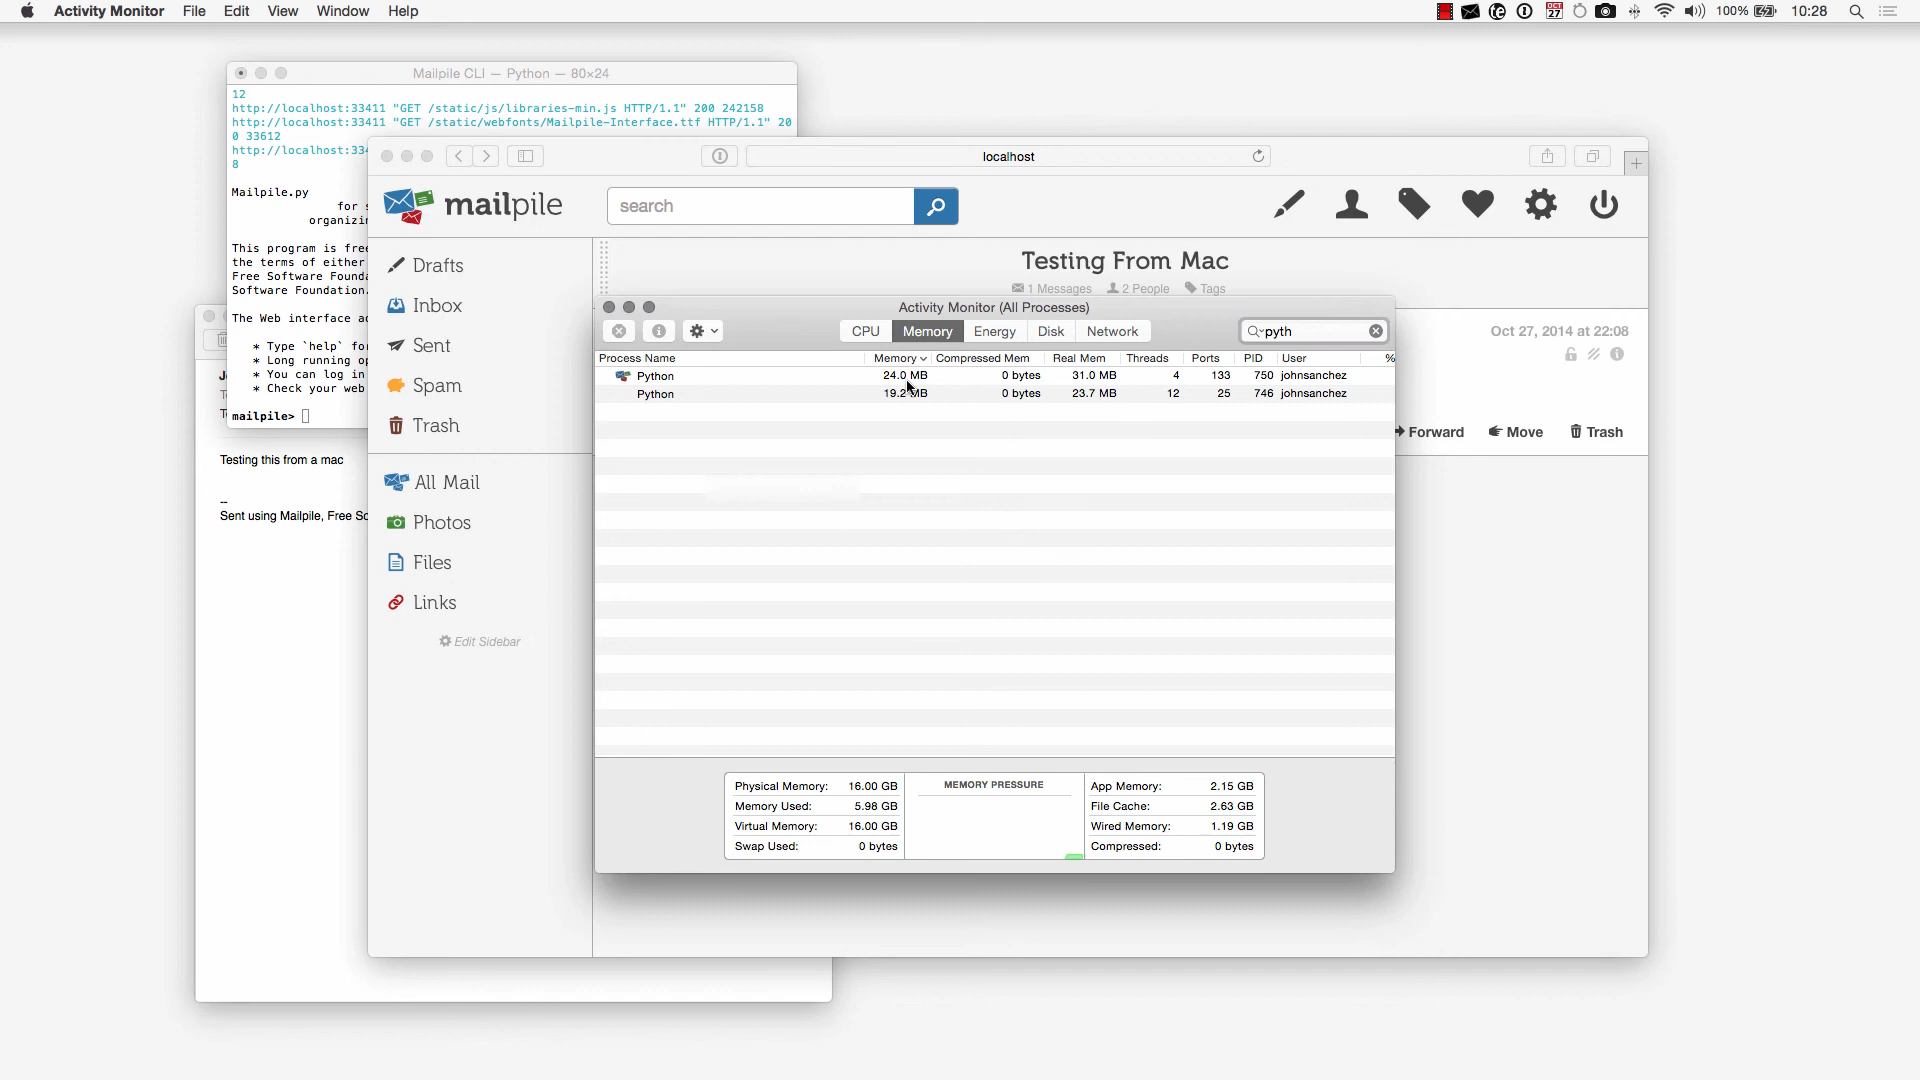 Activity Monitor File Edit View Window Help
OCT 27 100% 10:28
Mailpile CLI — Python — 80×24
12
http://localhost:33411 "GET /static/js/libraries-min.js HTTP/1.1" 200 242158
http://localhost:33411 "GET /static/webfonts/Mailpile-Interface.ttf HTTP/1.1" 20
0 33612
http://localhost:334
8
Mailpile.py
for s
organizin
This program is free
the terms of either
Free Software Founda
Software Foundation.
The Web interface ad
* Type `help` for
* Long running op
* You can log in
* Check your web
mailpile>
Testing this from a mac
--
Sent using Mailpile, Free So
localhost
mailpile
search
Drafts
Inbox
Sent
Spam
Trash
All Mail
Photos
Files
Links
Edit Sidebar
Testing From Mac
1 Messages 2 People Tags
Oct 27, 2014 at 22:08
Forward Move Trash
Activity Monitor (All Processes)
CPU Memory Energy Disk Network
pyth
Process Name Memory Compressed Mem Real Mem Threads Ports PID User %
Python 24.0 MB 0 bytes 31.0 MB 4 133 750 johnsanchez
Python 19.2 MB 0 bytes 23.7 MB 12 25 746 johnsanchez
Physical Memory: 16.00 GB
Memory Used: 5.98 GB
Virtual Memory: 16.00 GB
Swap Used: 0 bytes
MEMORY PRESSURE
App Memory: 2.15 GB
File Cache: 2.63 GB
Wired Memory: 1.19 GB
Compressed: 0 bytes